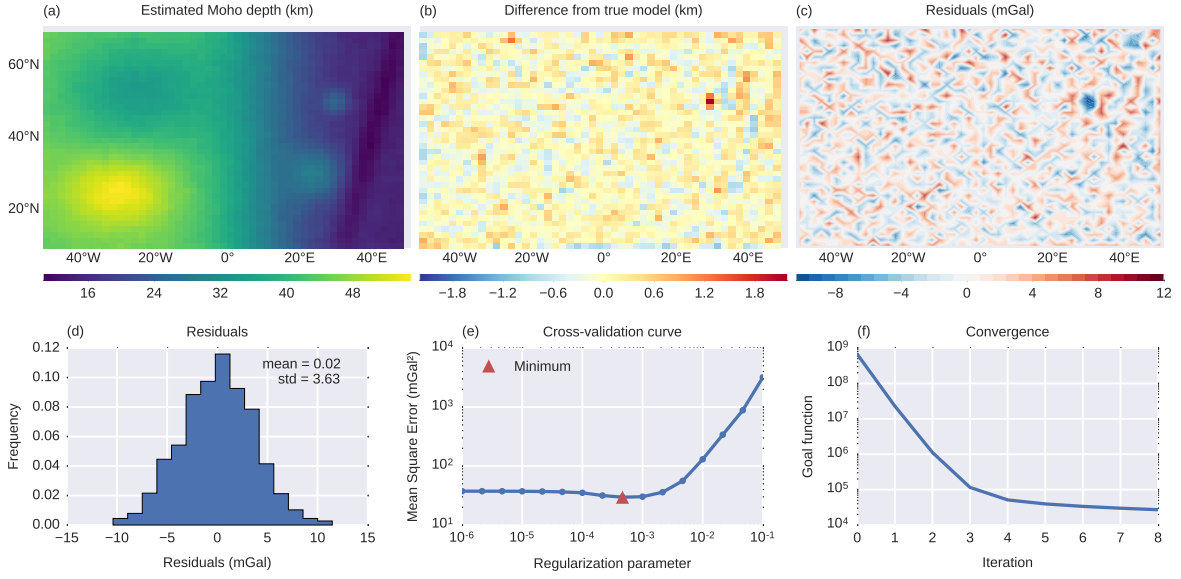 (a) Estimated Moho depth (km)
(b) Difference from true model (km)
(c) Residuals (mGal)
60°N
40°N
20°N
40°W 20°W 0° 20°E 40°E
40°W 20°W 0° 20°E 40°E
40°W 20°W 0° 20°E 40°E
16 24 32 40 48
−1.8 −1.2 −0.6 0.0 0.6 1.2 1.8
−8 −4 0 4 8 12
(d) Residuals
mean = 0.02
std = 3.63
Frequency
0.12
0.10
0.08
0.06
0.04
0.02
0.00
−15 −10 −5 0 5 10 15
Residuals (mGal)
(e) Cross-validation curve
Minimum
Mean Square Error (mGal²)
10⁴
10³
10²
10¹
10⁻⁶ 10⁻⁵ 10⁻⁴ 10⁻³ 10⁻² 10⁻¹
Regularization parameter
(f) Convergence
Goal function
10⁹
10⁸
10⁷
10⁶
10⁵
10⁴
0 1 2 3 4 5 6 7 8
Iteration